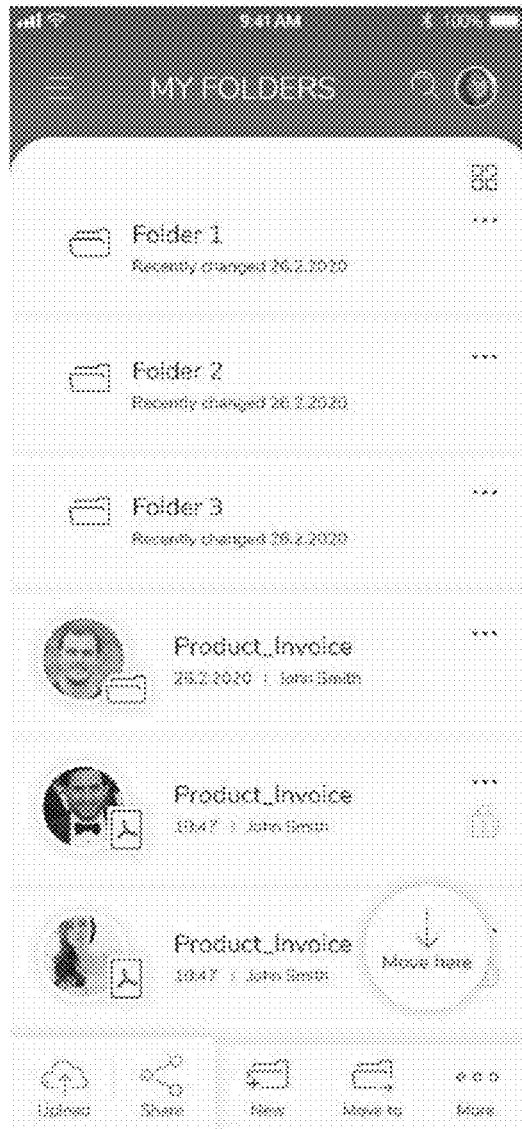 9:41 AM 100%
MY FOLDERS
Folder 1
Recently changed 26.2.2020
Folder 2
Recently changed 26.2.2020
Folder 3
Recently changed 26.2.2020
Product_Invoice
26.2.2020 | John Smith
Product_Invoice
10:47 | John Smith
Product_Invoice
10:47 | John Smith
Move here
Upload Share New Move to More